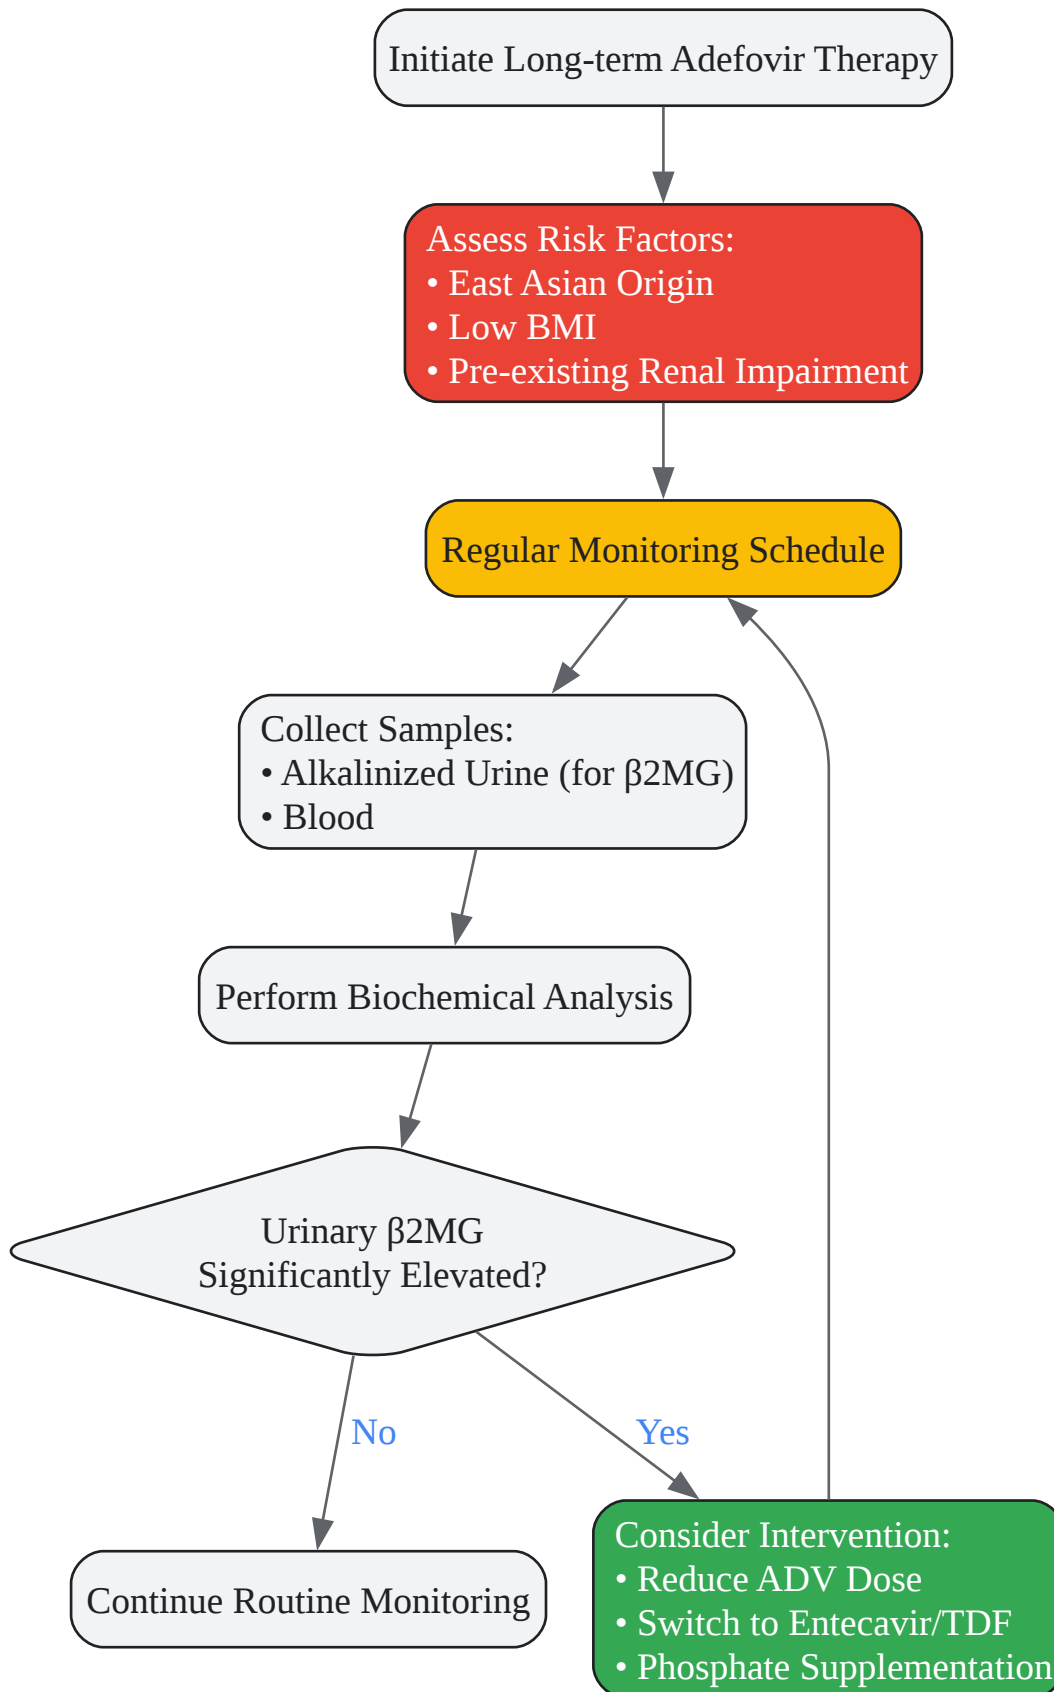 Initiate Long-term Adefovir Therapy
Assess Risk Factors:
• East Asian Origin
• Low BMI
• Pre-existing Renal Impairment
Regular Monitoring Schedule
Collect Samples:
• Alkalinized Urine (for β2MG)
• Blood
Perform Biochemical Analysis
Urinary β2MG
Significantly Elevated?
No
Yes
Continue Routine Monitoring
Consider Intervention:
• Reduce ADV Dose
• Switch to Entecavir/TDF
• Phosphate Supplementation